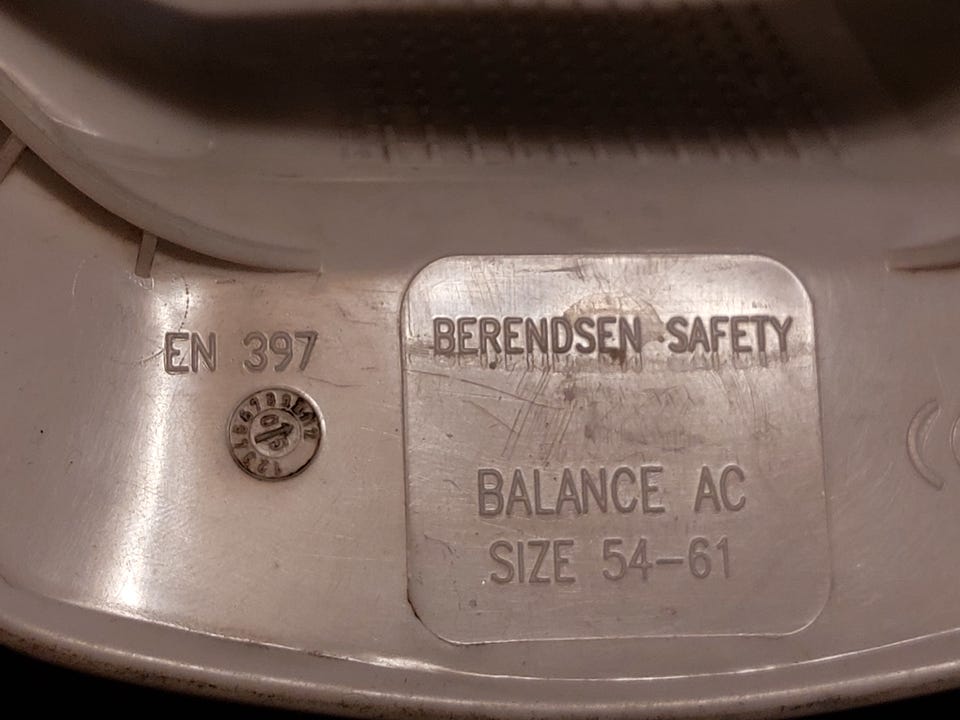 EN 397
BERENDSEN SAFETY
BALANCE AC
SIZE 54-61